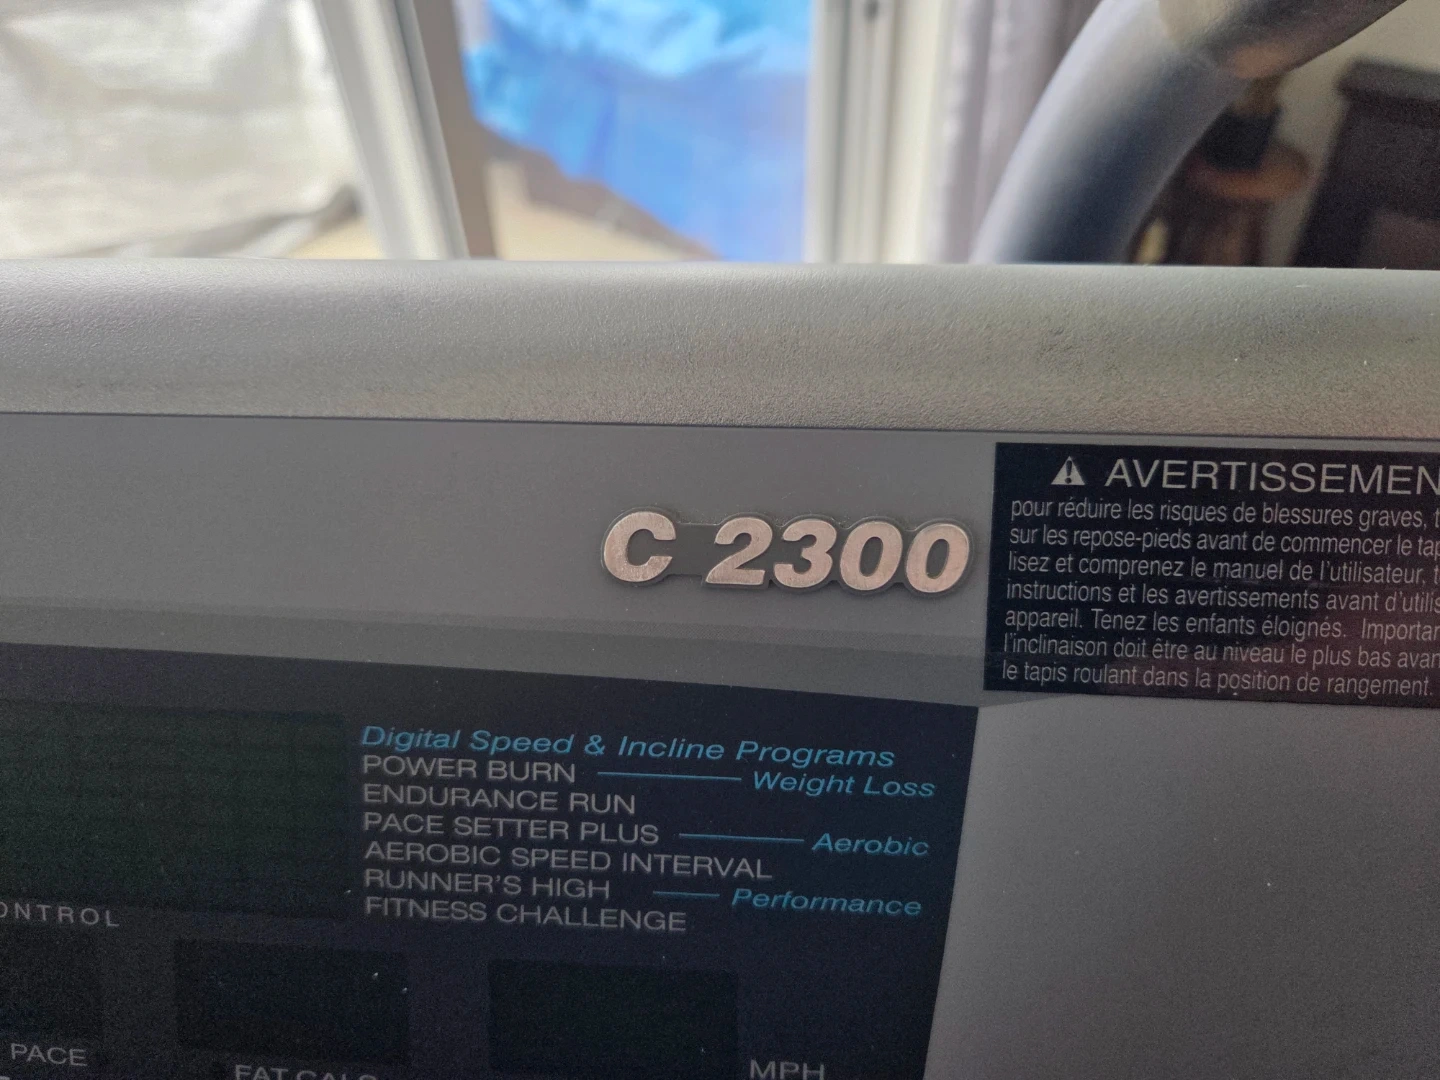 C 2300
AVERTISSEMEN
pour réduire les risques de blessures graves,
sur les repose-pieds avant de commencer le
lisez et comprenez le manuel de l'utilisateur,
instructions et les avertissements avant d'utilis
appareil. Tenez les enfants éloignés. Importan
l'inclinaison doit être au niveau le plus bas avan
le tapis roulant dans la position de rangement.
Digital Speed & Incline Programs
POWER BURN
Weight Loss
ENDURANCE RUN
PACE SETTER PLUS
Aerobic
AEROBIC SPEED INTERVAL
RUNNER'S HIGH
Performance
FITNESS CHALLENGE
ONTROL
PACE
FAT CALS
MPH